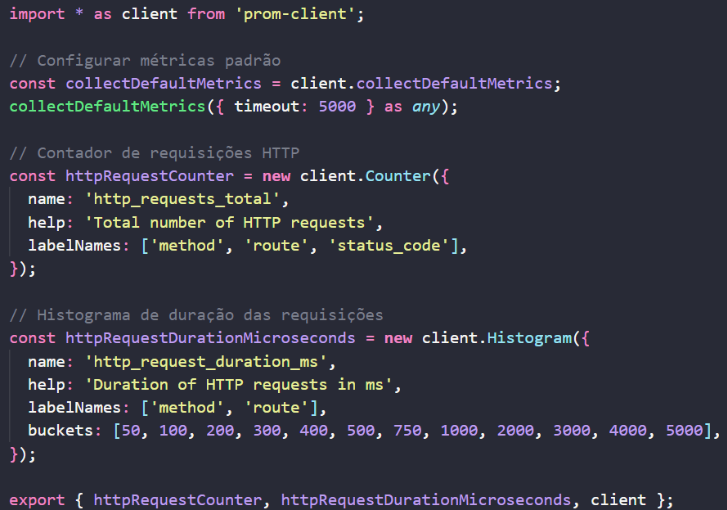 import * as client from 'prom-client';
// Configurar métricas padrão
const collectDefaultMetrics = client.collectDefaultMetrics;
collectDefaultMetrics({ timeout: 5000 } as any);
// Contador de requisições HTTP
const httpRequestCounter = new client.Counter({
  name: 'http_requests_total',
  help: 'Total number of HTTP requests',
  labelNames: ['method', 'route', 'status_code'],
});
// Histograma de duração das requisições
const httpRequestDurationMicroseconds = new client.Histogram({
  name: 'http_request_duration_ms',
  help: 'Duration of HTTP requests in ms',
  labelNames: ['method', 'route'],
  buckets: [50, 100, 200, 300, 400, 500, 750, 1000, 2000, 3000, 4000, 5000],
});
export { httpRequestCounter, httpRequestDurationMicroseconds, client };